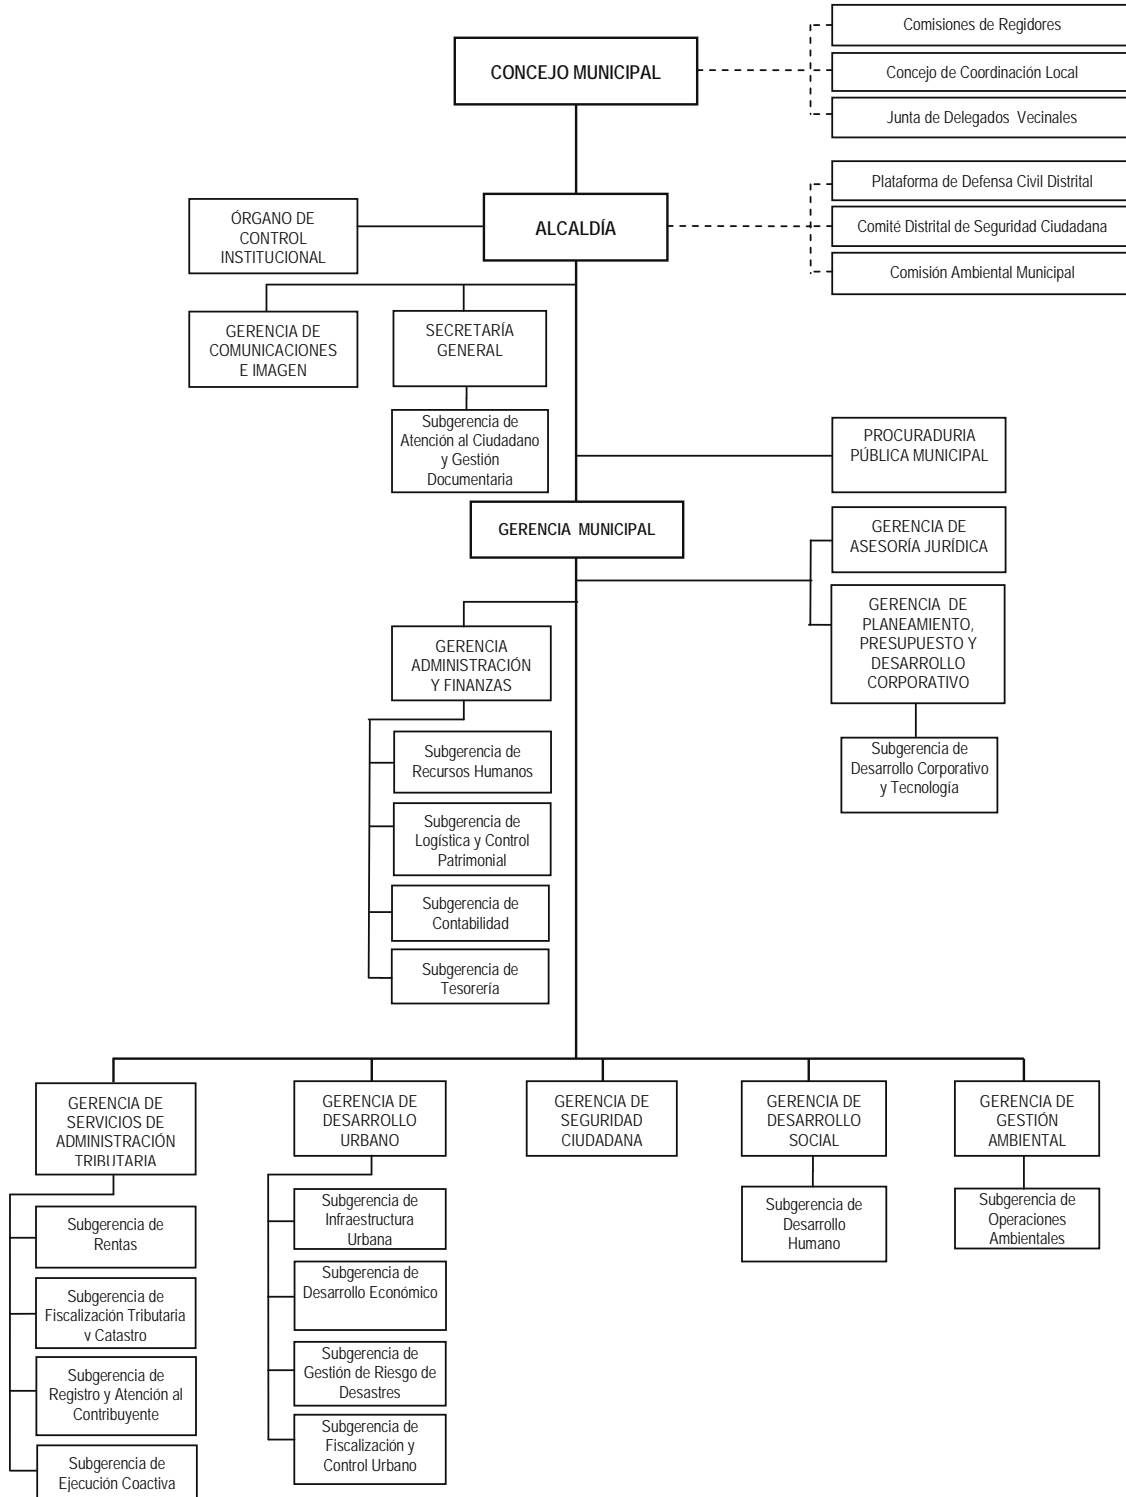 Comisiones de Regidores
CONCEJO MUNICIPAL
Concejo de Coordinación Local
Junta de Delegados Vecinales
Plataforma de Defensa Civil Distrital
ÓRGANO DE
CONTROL
INSTITUCIONAL
ALCALDÍA
Comité Distrital de Seguridad Ciudadana
Comisión Ambiental Municipal
GERENCIA DE
COMUNICACIONES
E IMAGEN
SECRETARÍA
GENERAL
Subgerencia de
Atención al Ciudadano
y Gestión
Documentaria
PROCURADURIA
PÚBLICA MUNICIPAL
GERENCIA MUNICIPAL
GERENCIA DE
ASESORÍA JURÍDICA
GERENCIA DE
PLANEAMIENTO,
PRESUPUESTO Y
DESARROLLO
CORPORATIVO
GERENCIA
ADMINISTRACIÓN
Y FINANZAS
Subgerencia de
Desarrollo Corporativo
y Tecnología
Subgerencia de
Recursos Humanos
Subgerencia de
Logística y Control
Patrimonial
Subgerencia de
Contabilidad
Subgerencia de
Tesorería
GERENCIA DE
SERVICIOS DE
ADMINISTRACIÓN
TRIBUTARIA
GERENCIA DE
DESARROLLO
URBANO
GERENCIA DE
SEGURIDAD
CIUDADANA
GERENCIA DE
DESARROLLO
SOCIAL
GERENCIA DE
GESTIÓN
AMBIENTAL
Subgerencia de
Rentas
Subgerencia de
Fiscalización Tributaria
y Catastro
Subgerencia de
Registro y Atención al
Contribuyente
Subgerencia de
Ejecución Coactiva
Subgerencia de
Infraestructura
Urbana
Subgerencia de
Desarrollo Económico
Subgerencia de
Gestión de Riesgo de
Desastres
Subgerencia de
Fiscalización y
Control Urbano
Subgerencia de
Desarrollo
Humano
Subgerencia de
Operaciones
Ambientales